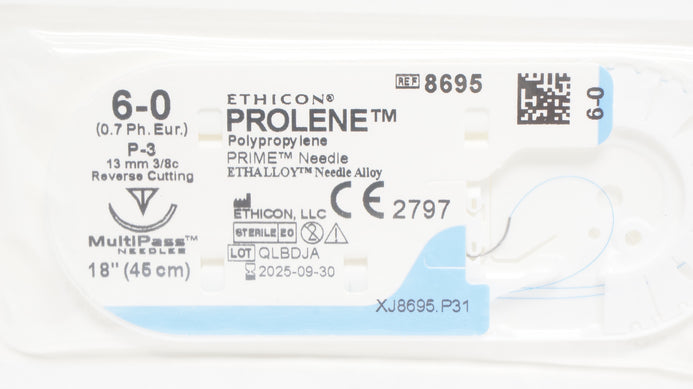 6-0
(0.7 Ph. Eur.)
P-3
13 mm 3/8c
Reverse Cutting
MultiPass™
NEEDLES
18" (45 cm)
REF 8695
ETHICON®
PROLENE™
Polypropylene
PRIME™ Needle
ETHALLOY™ Needle Alloy
ETHICON, LLC
CE 2797
STERILE EO
LOT QLBDJA
2025-09-30
XJ8695.P31
6-0